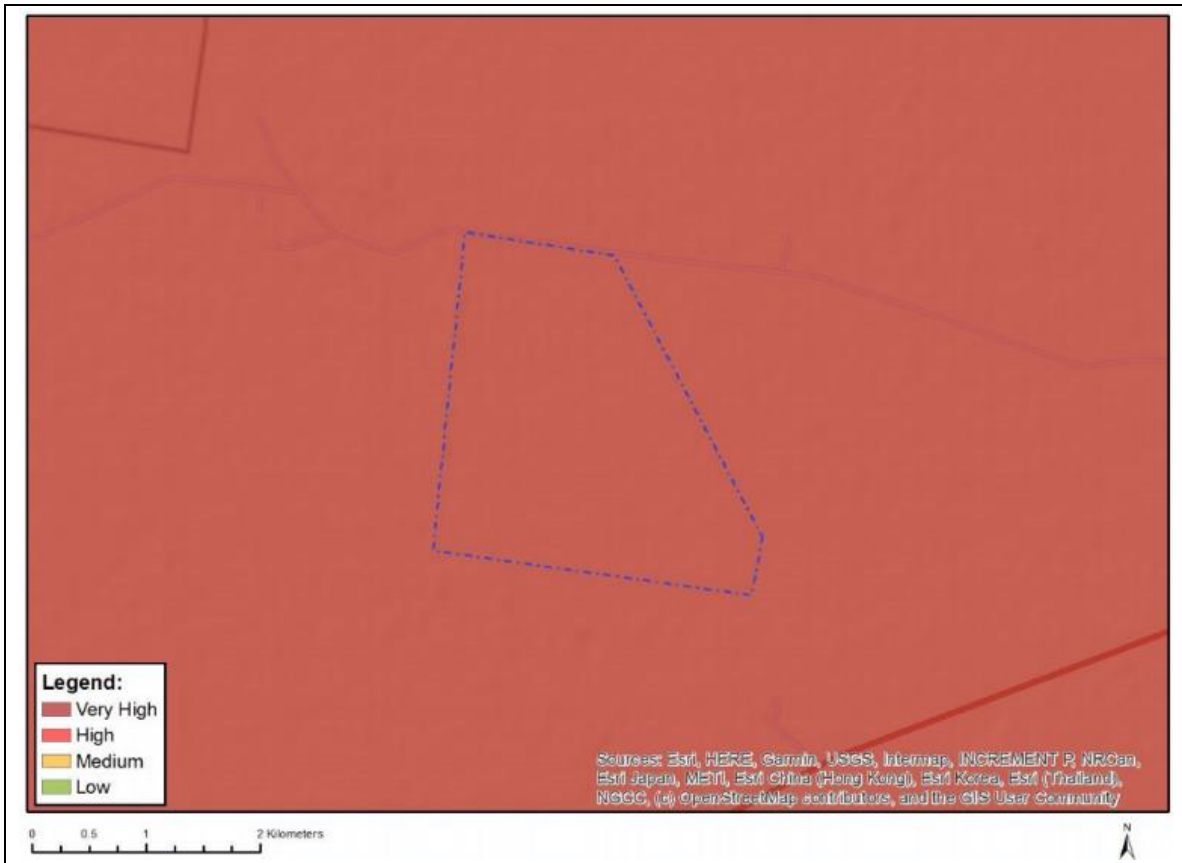 Legend:
Very High
High
Medium
Low
Sources: Esri, HERE, Garmin, USGS, Intermap, INCREMENT P, NRCan,
Esri Japan, METI, Esri China (Hong Kong), Esri Korea, Esri (Thailand),
NGCC, (c) OpenStreetMap contributors, and the GIS User Community
0 0.5 1 2 Kilometers
N